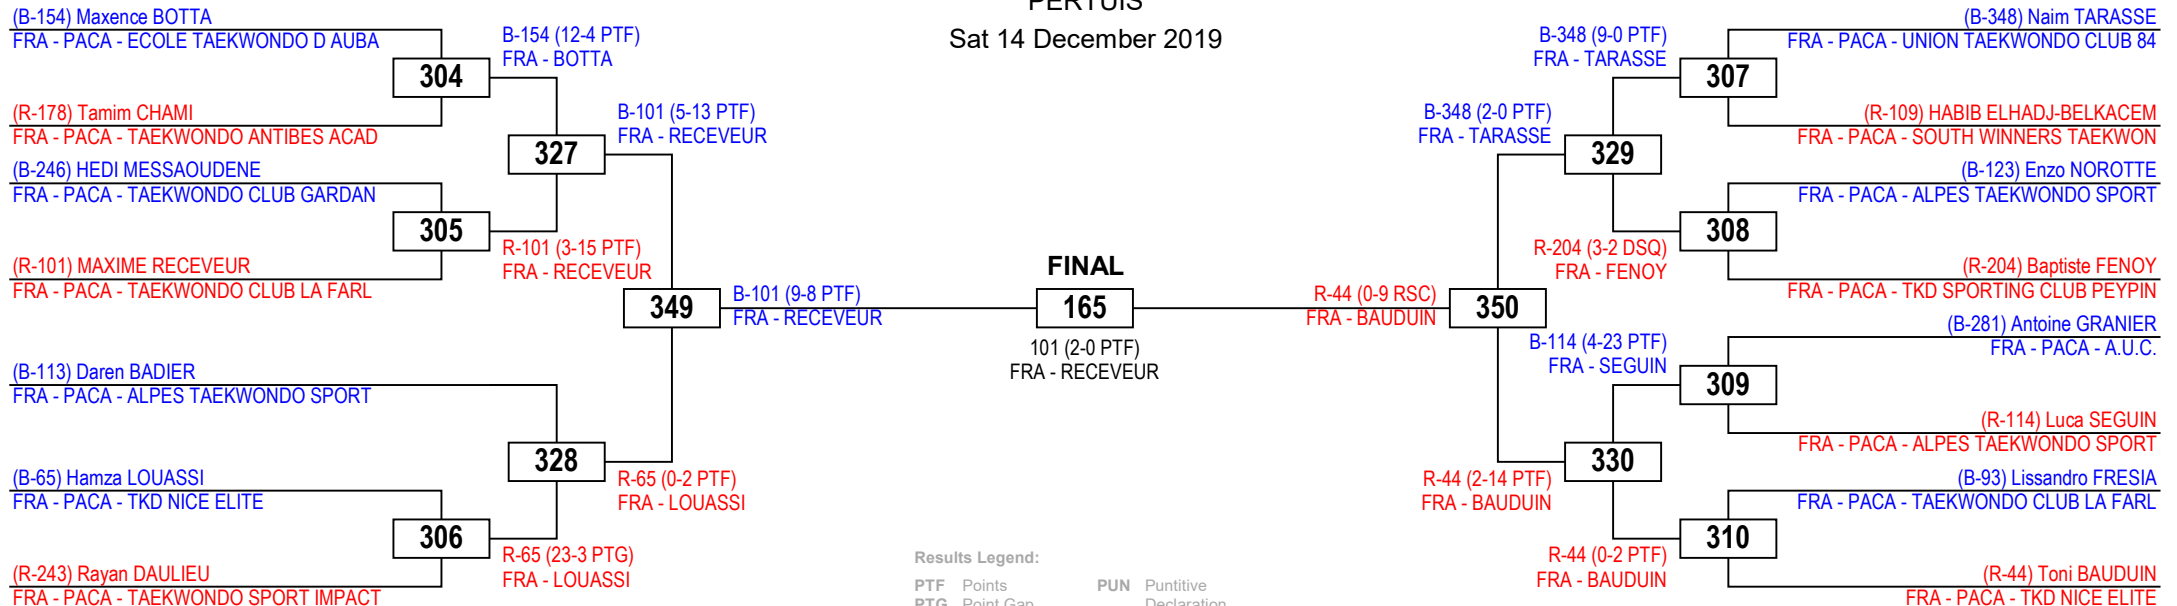 PERTUIS
Sat 14 December 2019
(B-154) Maxence BOTTA
FRA - PACA - ECOLE TAEKWONDO D AUBA
304
(R-178) Tamim CHAMI
FRA - PACA - TAEKWONDO ANTIBES ACAD
(B-246) HEDI MESSAOUDENE
FRA - PACA - TAEKWONDO CLUB GARDAN
305
(R-101) MAXIME RECEVEUR
FRA - PACA - TAEKWONDO CLUB LA FARL
(B-113) Daren BADIER
FRA - PACA - ALPES TAEKWONDO SPORT
(B-65) Hamza LOUASSI
FRA - PACA - TKD NICE ELITE
306
(R-243) Rayan DAULIEU
FRA - PACA - TAEKWONDO SPORT IMPACT
B-154 (12-4 PTF)
FRA - BOTTA
327
R-101 (3-15 PTF)
FRA - RECEVEUR
328
R-65 (23-3 PTG)
FRA - LOUASSI
B-101 (5-13 PTF)
FRA - RECEVEUR
349
R-65 (0-2 PTF)
FRA - LOUASSI
B-101 (9-8 PTF)
FRA - RECEVEUR
FINAL
165
101 (2-0 PTF)
FRA - RECEVEUR
R-44 (0-9 RSC)
FRA - BAUDUIN
350
B-348 (2-0 PTF)
FRA - TARASSE
R-44 (2-14 PTF)
FRA - BAUDUIN
B-348 (9-0 PTF)
FRA - TARASSE
329
R-204 (3-2 DSQ)
FRA - FENOY
B-114 (4-23 PTF)
FRA - SEGUIN
330
R-44 (0-2 PTF)
FRA - BAUDUIN
(B-348) Naim TARASSE
FRA - PACA - UNION TAEKWONDO CLUB 84
307
(R-109) HABIB ELHADJ-BELKACEM
FRA - PACA - SOUTH WINNERS TAEKWON
(B-123) Enzo NOROTTE
FRA - PACA - ALPES TAEKWONDO SPORT
308
(R-204) Baptiste FENOY
FRA - PACA - TKD SPORTING CLUB PEYPIN
(B-281) Antoine GRANIER
FRA - PACA - A.U.C.
309
(R-114) Luca SEGUIN
FRA - PACA - ALPES TAEKWONDO SPORT
(B-93) Lissandro FRESIA
FRA - PACA - TAEKWONDO CLUB LA FARL
310
(R-44) Toni BAUDUIN
FRA - PACA - TKD NICE ELITE
Results Legend:
PTF Points PUN Puntitive
PTG Point Gap Declaration